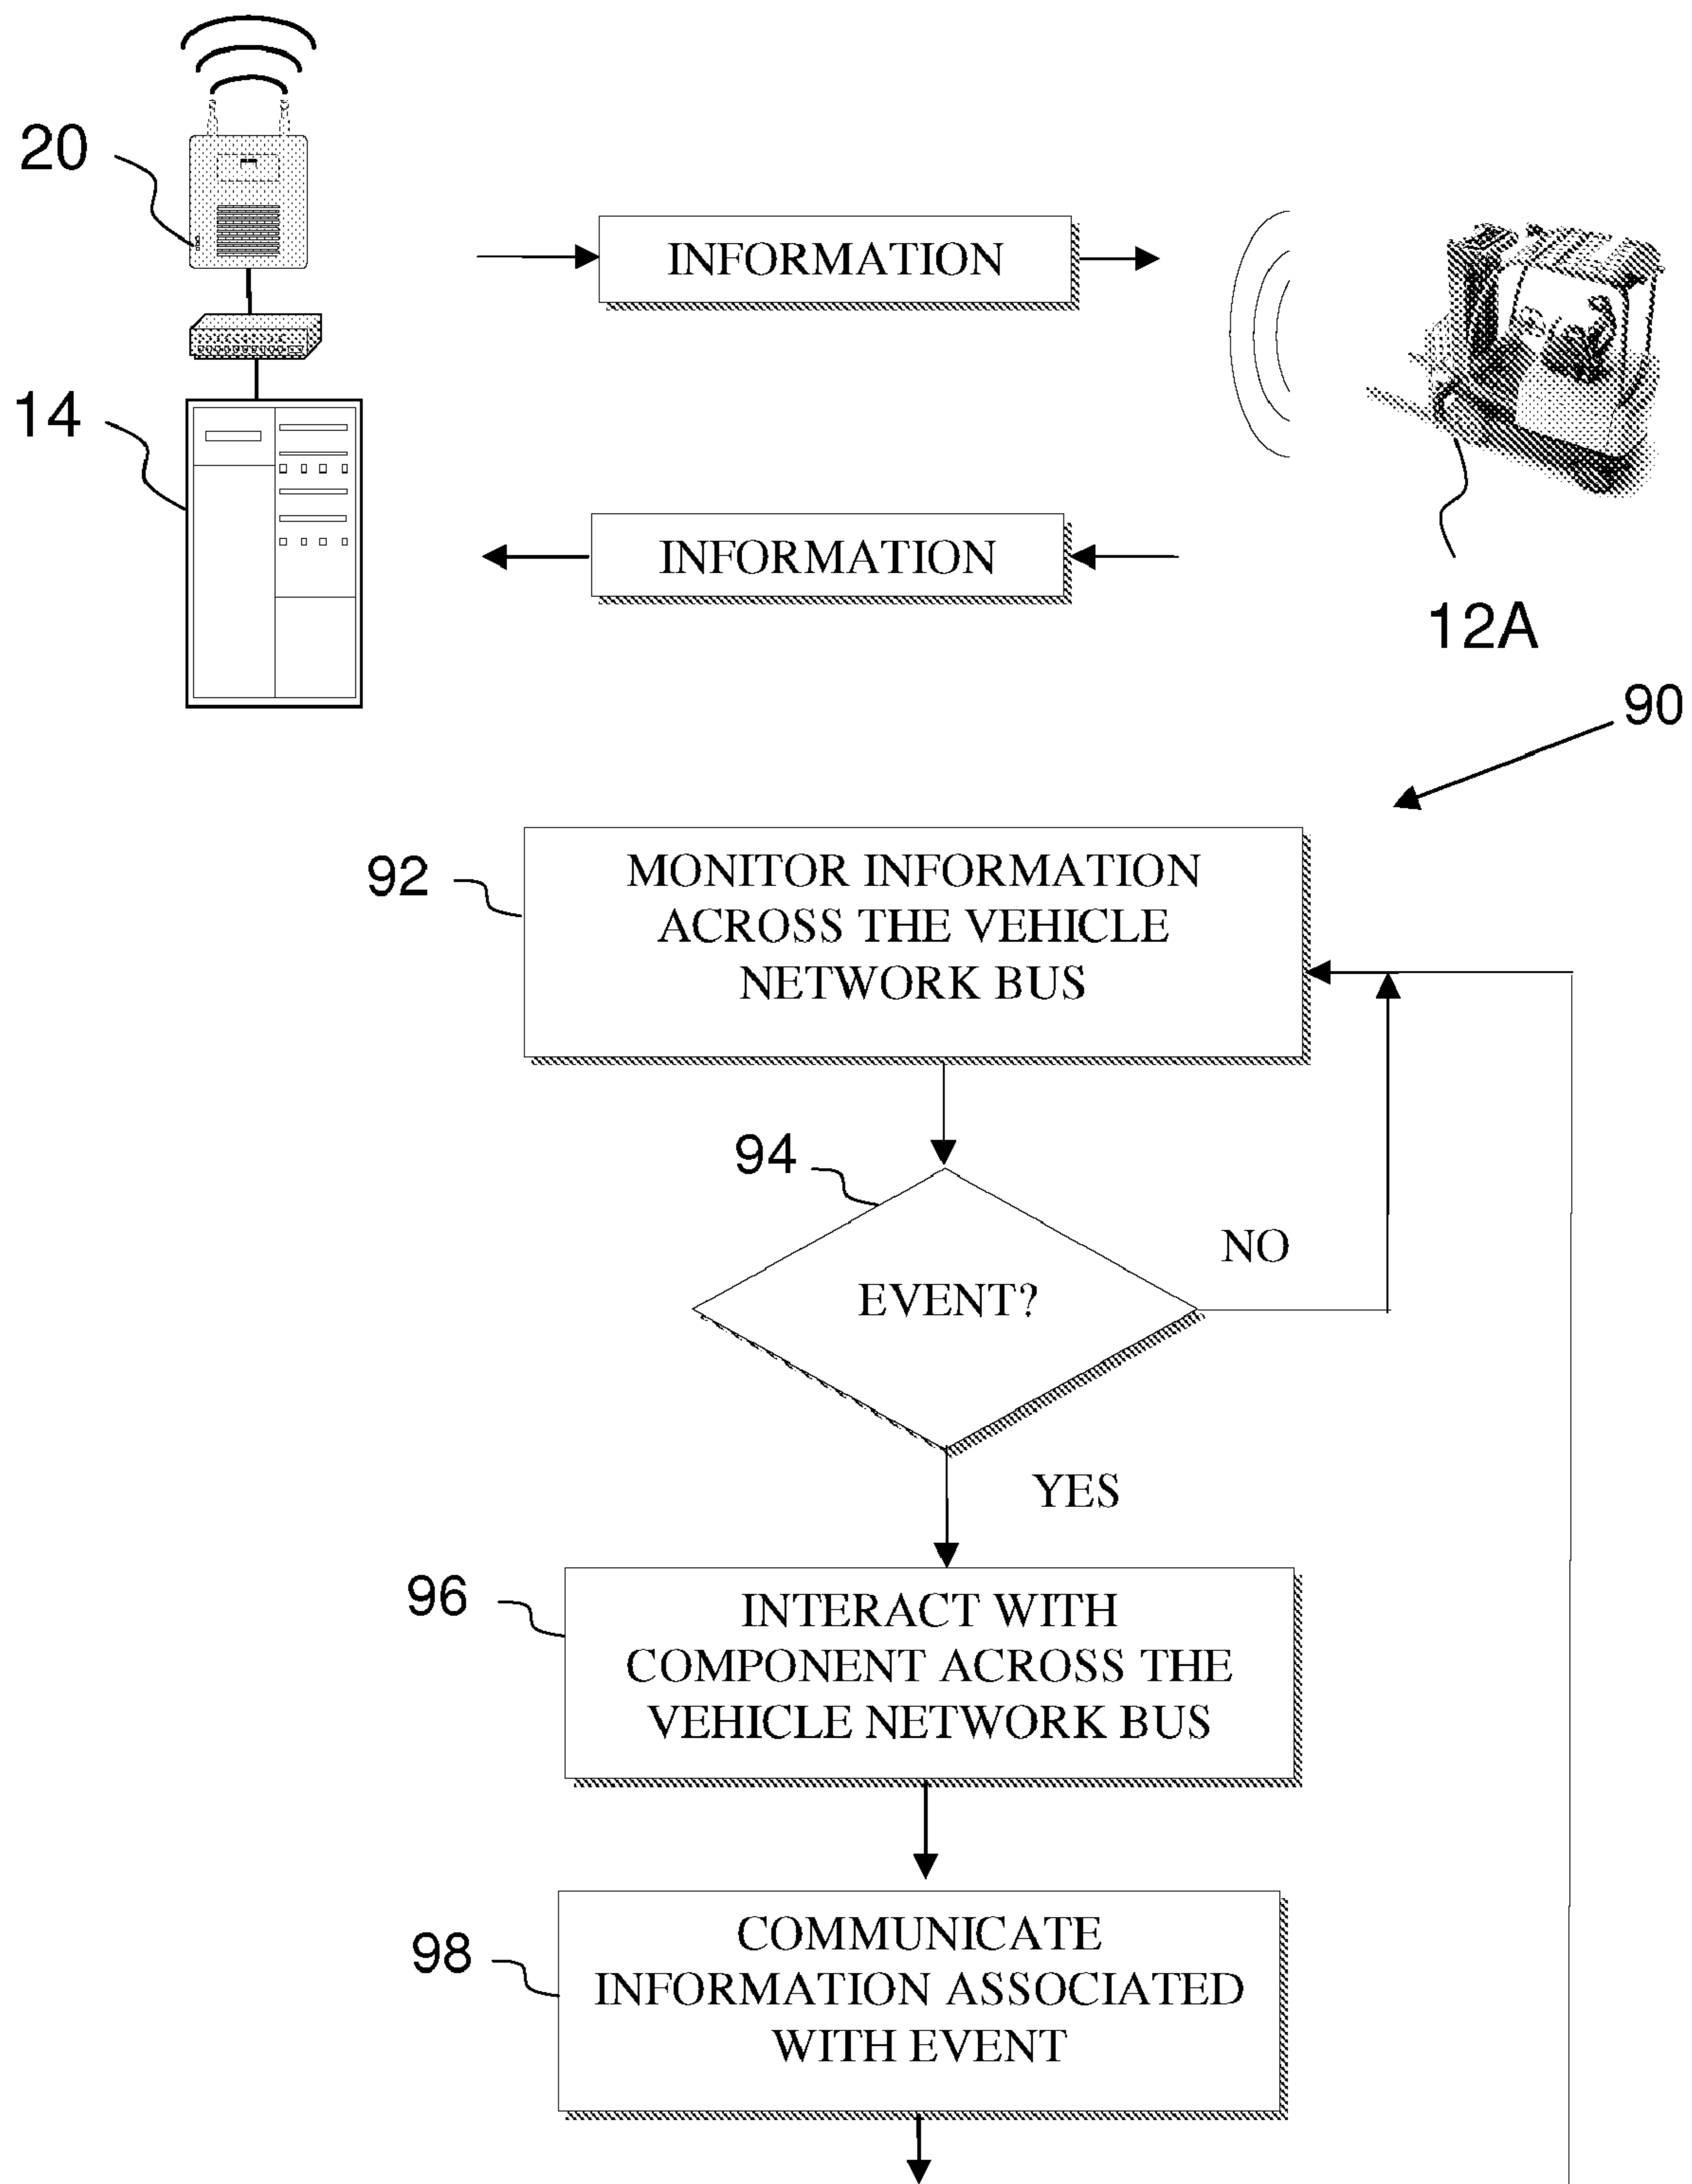 20
INFORMATION
14
INFORMATION
12A
90
92
MONITOR INFORMATION
ACROSS THE VEHICLE
NETWORK BUS
94
NO
EVENT?
YES
96
INTERACT WITH
COMPONENT ACROSS THE
VEHICLE NETWORK BUS
98
COMMUNICATE
INFORMATION ASSOCIATED
WITH EVENT